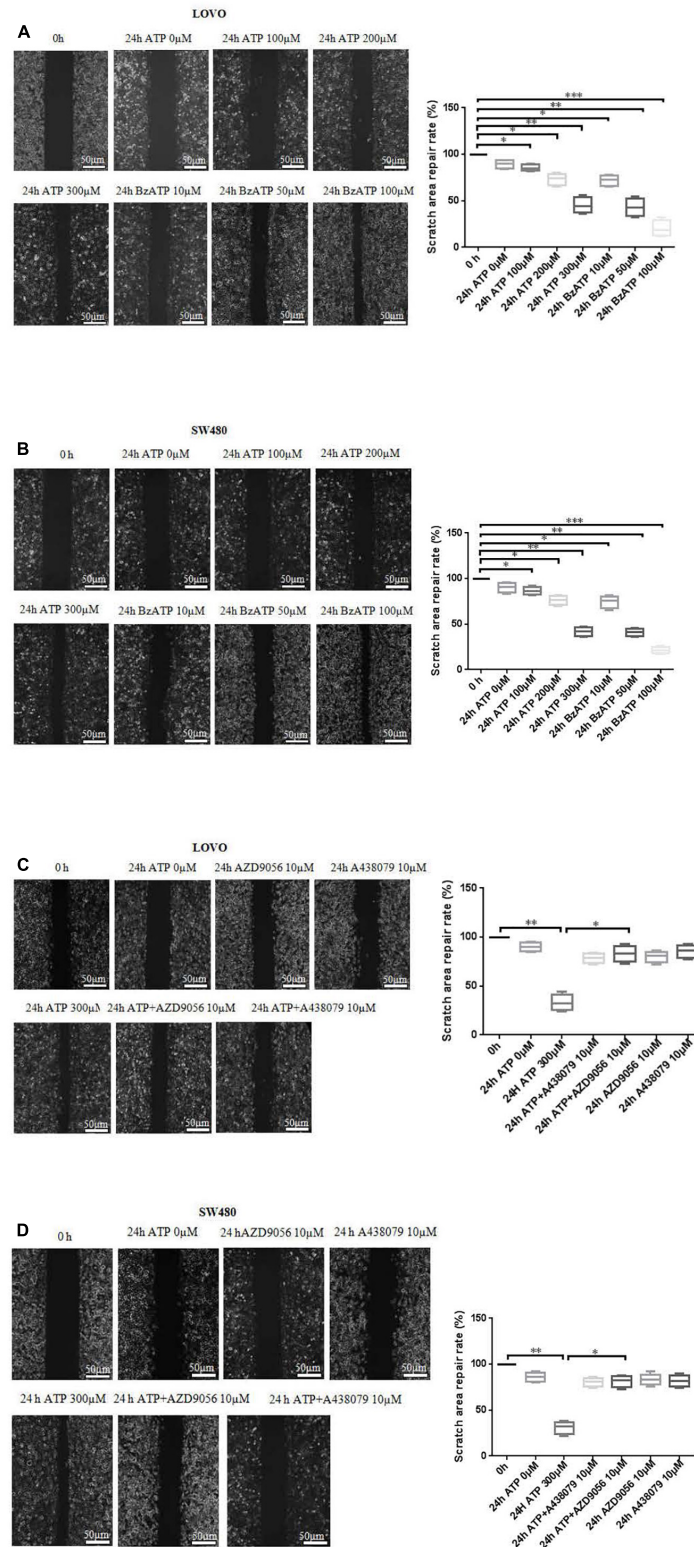 LOVO
A
0h 24h ATP 0µM 24h ATP 100µM 24h ATP 200µM
50µm 50µm 50µm 50µm
24h ATP 300µM 24h BzATP 10µM 24h BzATP 50µM 24h BzATP 100µM
50µm 50µm 50µm 50µm
Scratch area repair rate (%)
150
100
50
0
***
**
*
**
*
*
0 h
24h ATP 0µM
24h ATP 100µM
24h ATP 200µM
24h ATP 300µM
24h BzATP 10µM
24h BzATP 50µM
24h BzATP 100µM
SW480
B
0 h 24h ATP 0µM 24h ATP 100µM 24h ATP 200µM
50µm 50µm 50µm 50µm
24h ATP 300µM 24h BzATP 10µM 24h BzATP 50µM 24h BzATP 100µM
50µm 50µm 50µm 50µm
Scratch area repair rate (%)
150
100
50
0
***
**
*
**
*
*
0 h
24h ATP 0µM
24h ATP 100µM
24h ATP 200µM
24h ATP 300µM
24h BzATP 10µM
24h BzATP 50µM
24h BzATP 100µM
LOVO
C
0 h 24h ATP 0µM 24h AZD9056 10µM 24h A438079 10µM
50µm 50µm 50µm 50µm
24h ATP 300µM 24h ATP+AZD9056 10µM 24h ATP+A438079 10µM
50µm 50µm 50µm
Scratch area repair rate (%)
150
100
50
0
**
*
0h
24h ATP 0µM
24H ATP 300µM
24h ATP+A438079 10µM
24h ATP+AZD9056 10µM
24h AZD9056 10µM
24h A438079 10µM
SW480
D
0 h 24h ATP 0µM 24 hAZD9056 10µM 24h A438079 10µM
50µm 50µm 50µm 50µm
24h ATP 300µM 24h ATP+AZD9056 10µM 24h ATP+A438079 10µM
50µm 50µm 50µm
Scratch area repair rate (%)
150
100
50
0
**
*
0h
24h ATP 0µM
24H ATP 300µM
24h ATP+A438079 10µM
24h ATP+AZD9056 10µM
24h AZD9056 10µM
24h A438079 10µM